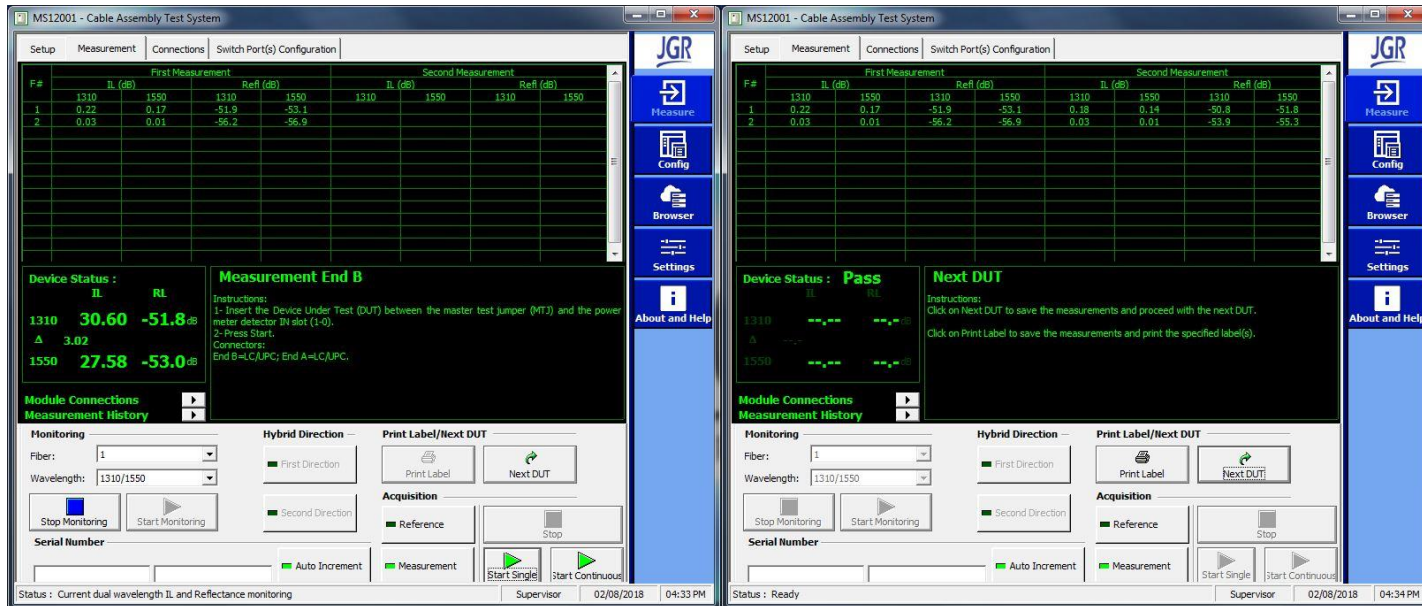 MS12001 - Cable Assembly Test System
Setup Measurement Connections Switch Port(s) Configuration
JGR
First Measurement Second Measurement
F# IL (dB) Refl (dB) IL (dB) Refl (dB)
1310 1550 1310 1550 1310 1550 1310 1550
1 0.22 0.17 -51.9 -53.1
2 0.03 0.01 -56.2 -56.9
Measure
Config
Browser
Settings
About and Help
Device Status :
IL RL
1310 30.60 -51.8 dB
Δ 3.02
1550 27.58 -53.0 dB
Measurement End B
Instructions:
1- Insert the Device Under Test (DUT) between the master test jumper (MTJ) and the power
meter detector IN slot (1-0).
2- Press Start.
Connectors:
End B=LC/UPC; End A=LC/UPC.
Module Connections
Measurement History
Monitoring Hybrid Direction Print Label/Next DUT
Fiber: 1
Wavelength: 1310/1550
First Direction
Print Label Next DUT
Stop Monitoring Start Monitoring
Second Direction
Acquisition
Reference Stop
Serial Number
Auto Increment Measurement Start Single Start Continuous
Status : Current dual wavelength IL and Reflectance monitoring Supervisor 02/08/2018 04:33 PM
MS12001 - Cable Assembly Test System
Setup Measurement Connections Switch Port(s) Configuration
JGR
First Measurement Second Measurement
F# IL (dB) Refl (dB) IL (dB) Refl (dB)
1310 1550 1310 1550 1310 1550 1310 1550
1 0.22 0.17 -51.9 -53.1 0.18 0.14 -50.8 -51.8
2 0.03 0.01 -56.2 -56.9 0.03 0.01 -53.9 -55.3
Measure
Config
Browser
Settings
About and Help
Device Status : Pass
IL RL
1310 --.-- --.- dB
Δ --.--
1550 --.-- --.- dB
Next DUT
Instructions:
Click on Next DUT to save the measurements and proceed with the next DUT.
Click on Print Label to save the measurements and print the specified label(s).
Module Connections
Measurement History
Monitoring Hybrid Direction Print Label/Next DUT
Fiber: 1
Wavelength: 1310/1550
First Direction
Print Label Next DUT
Stop Monitoring Start Monitoring
Second Direction
Acquisition
Reference Stop
Serial Number
Auto Increment Measurement Start Single Start Continuous
Status : Ready Supervisor 02/08/2018 04:34 PM